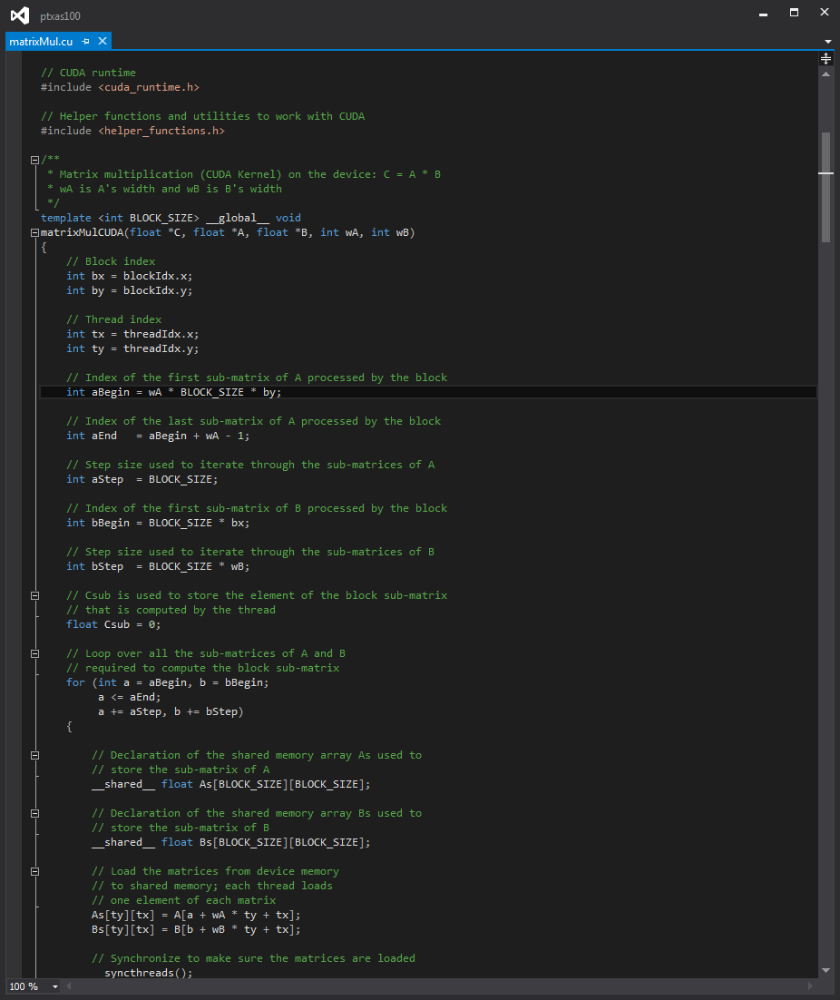 ptxas100
matrixMul.cu
// CUDA runtime
#include <cuda_runtime.h>
// Helper functions and utilities to work with CUDA
#include <helper_functions.h>
/**
 * Matrix multiplication (CUDA Kernel) on the device: C = A * B
 * wA is A's width and wB is B's width
 */
template <int BLOCK_SIZE> __global__ void
matrixMulCUDA(float *C, float *A, float *B, int wA, int wB)
{
    // Block index
    int bx = blockIdx.x;
    int by = blockIdx.y;
    // Thread index
    int tx = threadIdx.x;
    int ty = threadIdx.y;
    // Index of the first sub-matrix of A processed by the block
    int aBegin = wA * BLOCK_SIZE * by;
    // Index of the last sub-matrix of A processed by the block
    int aEnd   = aBegin + wA - 1;
    // Step size used to iterate through the sub-matrices of A
    int aStep  = BLOCK_SIZE;
    // Index of the first sub-matrix of B processed by the block
    int bBegin = BLOCK_SIZE * bx;
    // Step size used to iterate through the sub-matrices of B
    int bStep  = BLOCK_SIZE * wB;
    // Csub is used to store the element of the block sub-matrix
    // that is computed by the thread
    float Csub = 0;
    // Loop over all the sub-matrices of A and B
    // required to compute the block sub-matrix
    for (int a = aBegin, b = bBegin;
         a <= aEnd;
         a += aStep, b += bStep)
    {
        // Declaration of the shared memory array As used to
        // store the sub-matrix of A
        __shared__ float As[BLOCK_SIZE][BLOCK_SIZE];
        // Declaration of the shared memory array Bs used to
        // store the sub-matrix of B
        __shared__ float Bs[BLOCK_SIZE][BLOCK_SIZE];
        // Load the matrices from device memory
        // to shared memory; each thread loads
        // one element of each matrix
        As[ty][tx] = A[a + wA * ty + tx];
        Bs[ty][tx] = B[b + wB * ty + tx];
        // Synchronize to make sure the matrices are loaded
          syncthreads();
100 %